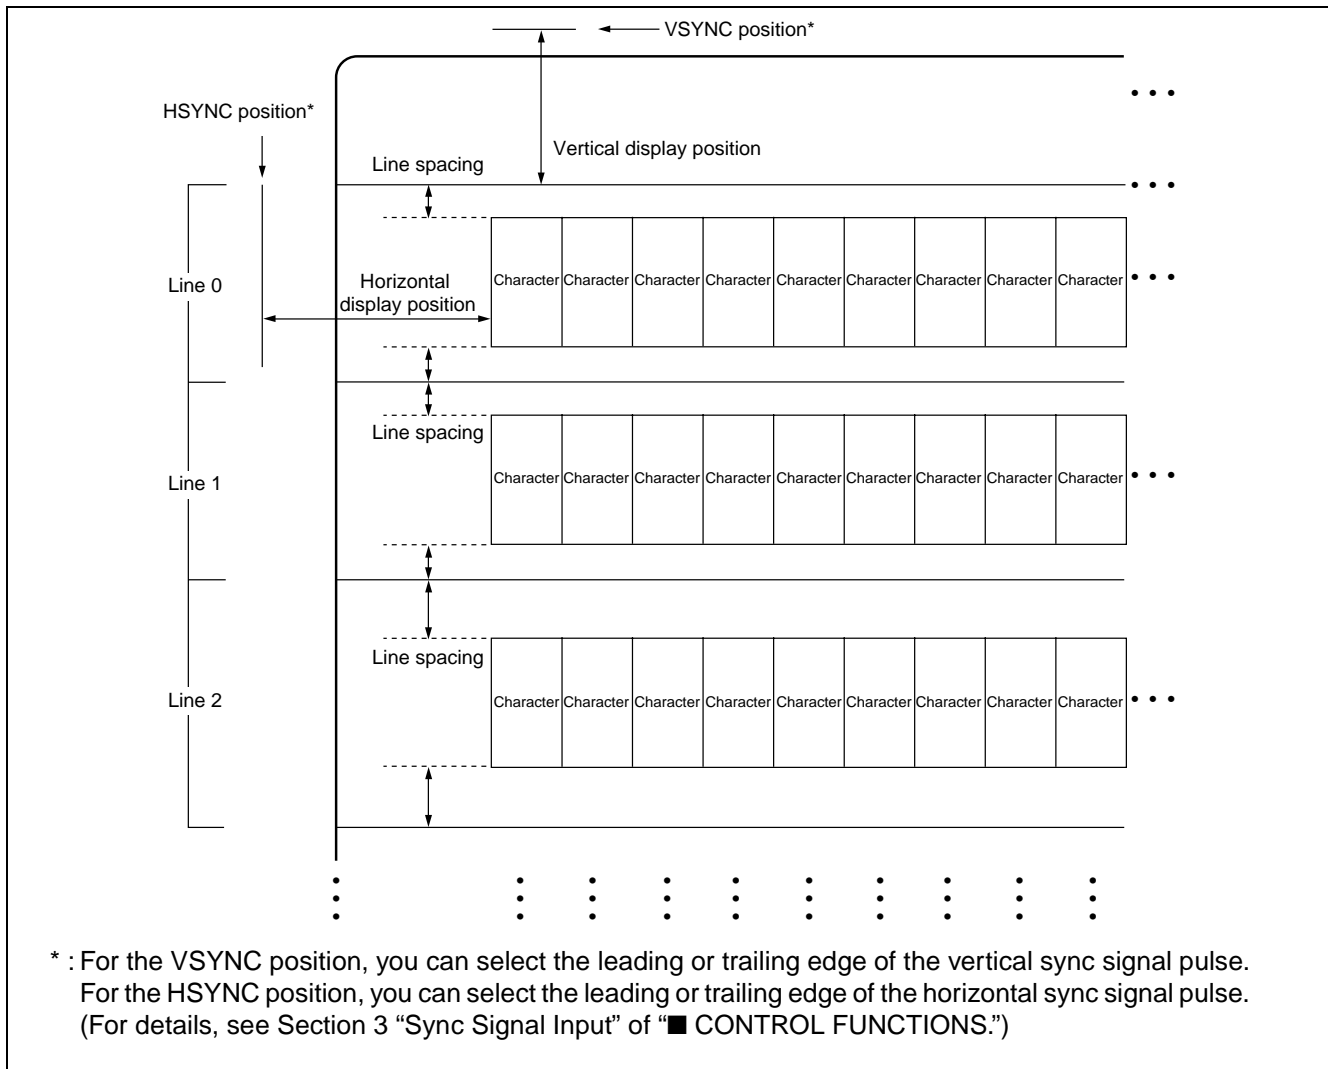 VSYNC position*
HSYNC position*
Vertical display position
Line spacing
Line 0
Horizontal
display position
Character Character Character Character Character Character Character Character Character
Line spacing
Line 1
Character Character Character Character Character Character Character Character Character
Line spacing
Line 2
Character Character Character Character Character Character Character Character Character
* : For the VSYNC position, you can select the leading or trailing edge of the vertical sync signal pulse.
For the HSYNC position, you can select the leading or trailing edge of the horizontal sync signal pulse.
(For details, see Section 3 “Sync Signal Input” of “■ CONTROL FUNCTIONS.”)